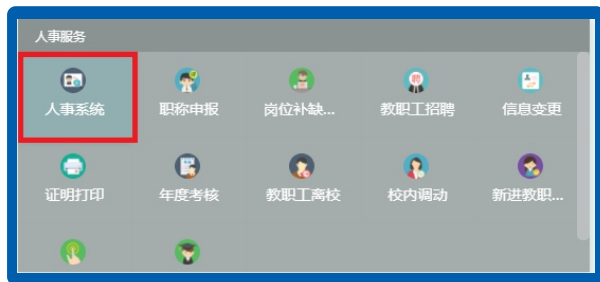 人事服务
人事系统 职称申报 岗位补缺... 教职工招聘 信息变更
证明打印 年度考核 教职工离校 校内调动 新进教职...